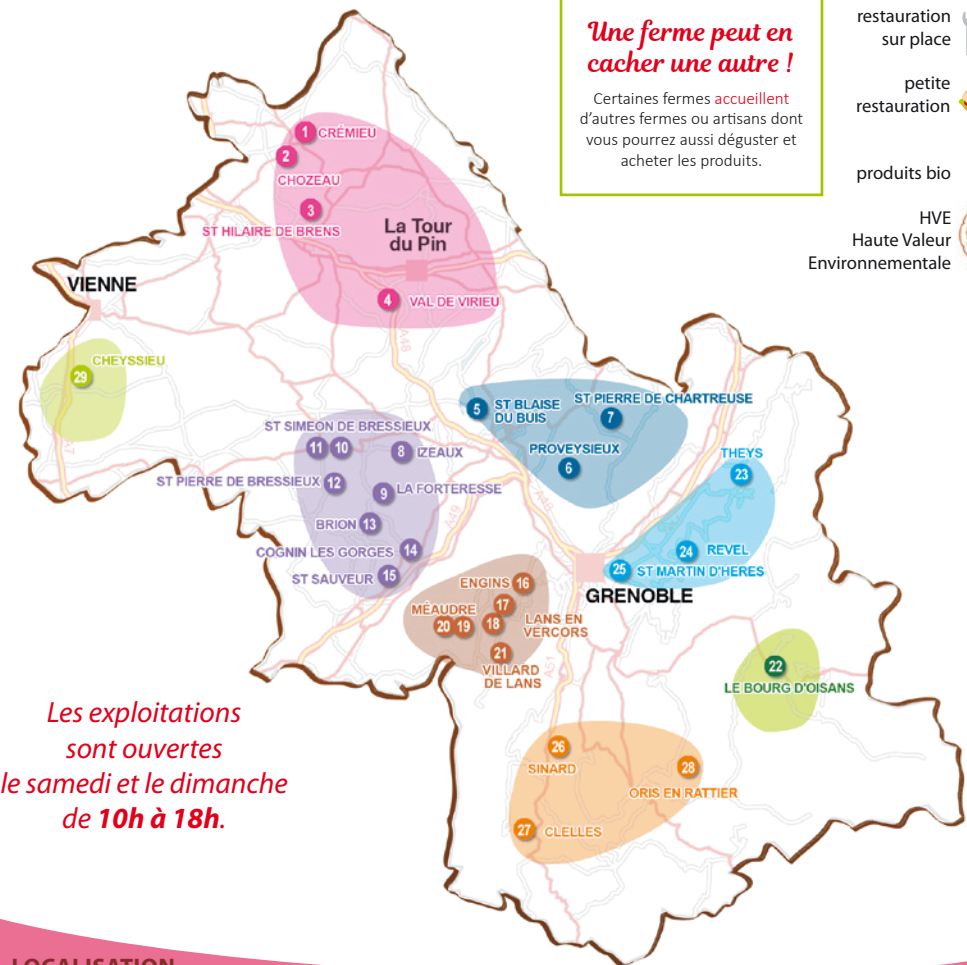 Une ferme peut en
cacher une autre !
Certaines fermes accueillent
d'autres fermes ou artisans dont
vous pourrez aussi déguster et
acheter les produits.
restauration
sur place
petite
restauration
produits bio
HVE
Haute Valeur
Environnementale
1 CRÉMIEU
2
CHOZEAU
3
ST HILAIRE DE BRENS
La Tour
du Pin
4 VAL DE VIRIEU
A48
VIENNE
CHEYSSIEU
29
7
5 ST BLAISE
DU BUIS
ST PIERRE DE CHARTREUSE
7
PROVEYSIEUX
6
A48
ST SIMEON DE BRESSIEUX
11 10
8 IZEAUX
ST PIERRE DE BRESSIEUX 12
9 LA FORTERESSE
A49
BRION 13
COGNIN LES GORGES 14
ST SAUVEUR 15
THEYS
23
24 REVEL
25 ST MARTIN D'HERES
GRENOBLE
ENGINS 16
17
MÉAUDRE
20 19
18 LANS EN
VERCORS
21
VILLARD
DE LANS
A51
22
LE BOURG D'OISANS
26
SINARD
28
ORIS EN RATTIER
27 CLELLES
Les exploitations
sont ouvertes
le samedi et le dimanche
de 10h à 18h.
LOCALISATION